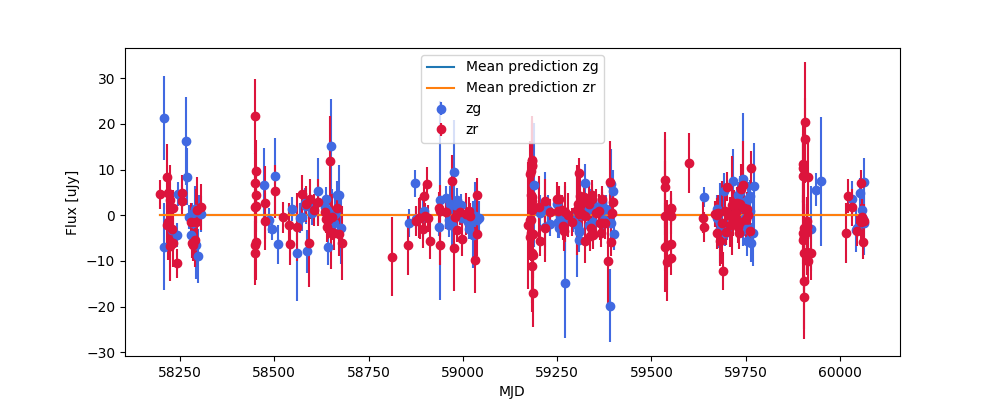 Mean prediction zg
Mean prediction zr
zg
zr
30
20
10
0
−10
−20
−30
Flux [uJy]
58250
58500
58750
59000
59250
59500
59750
60000
MJD